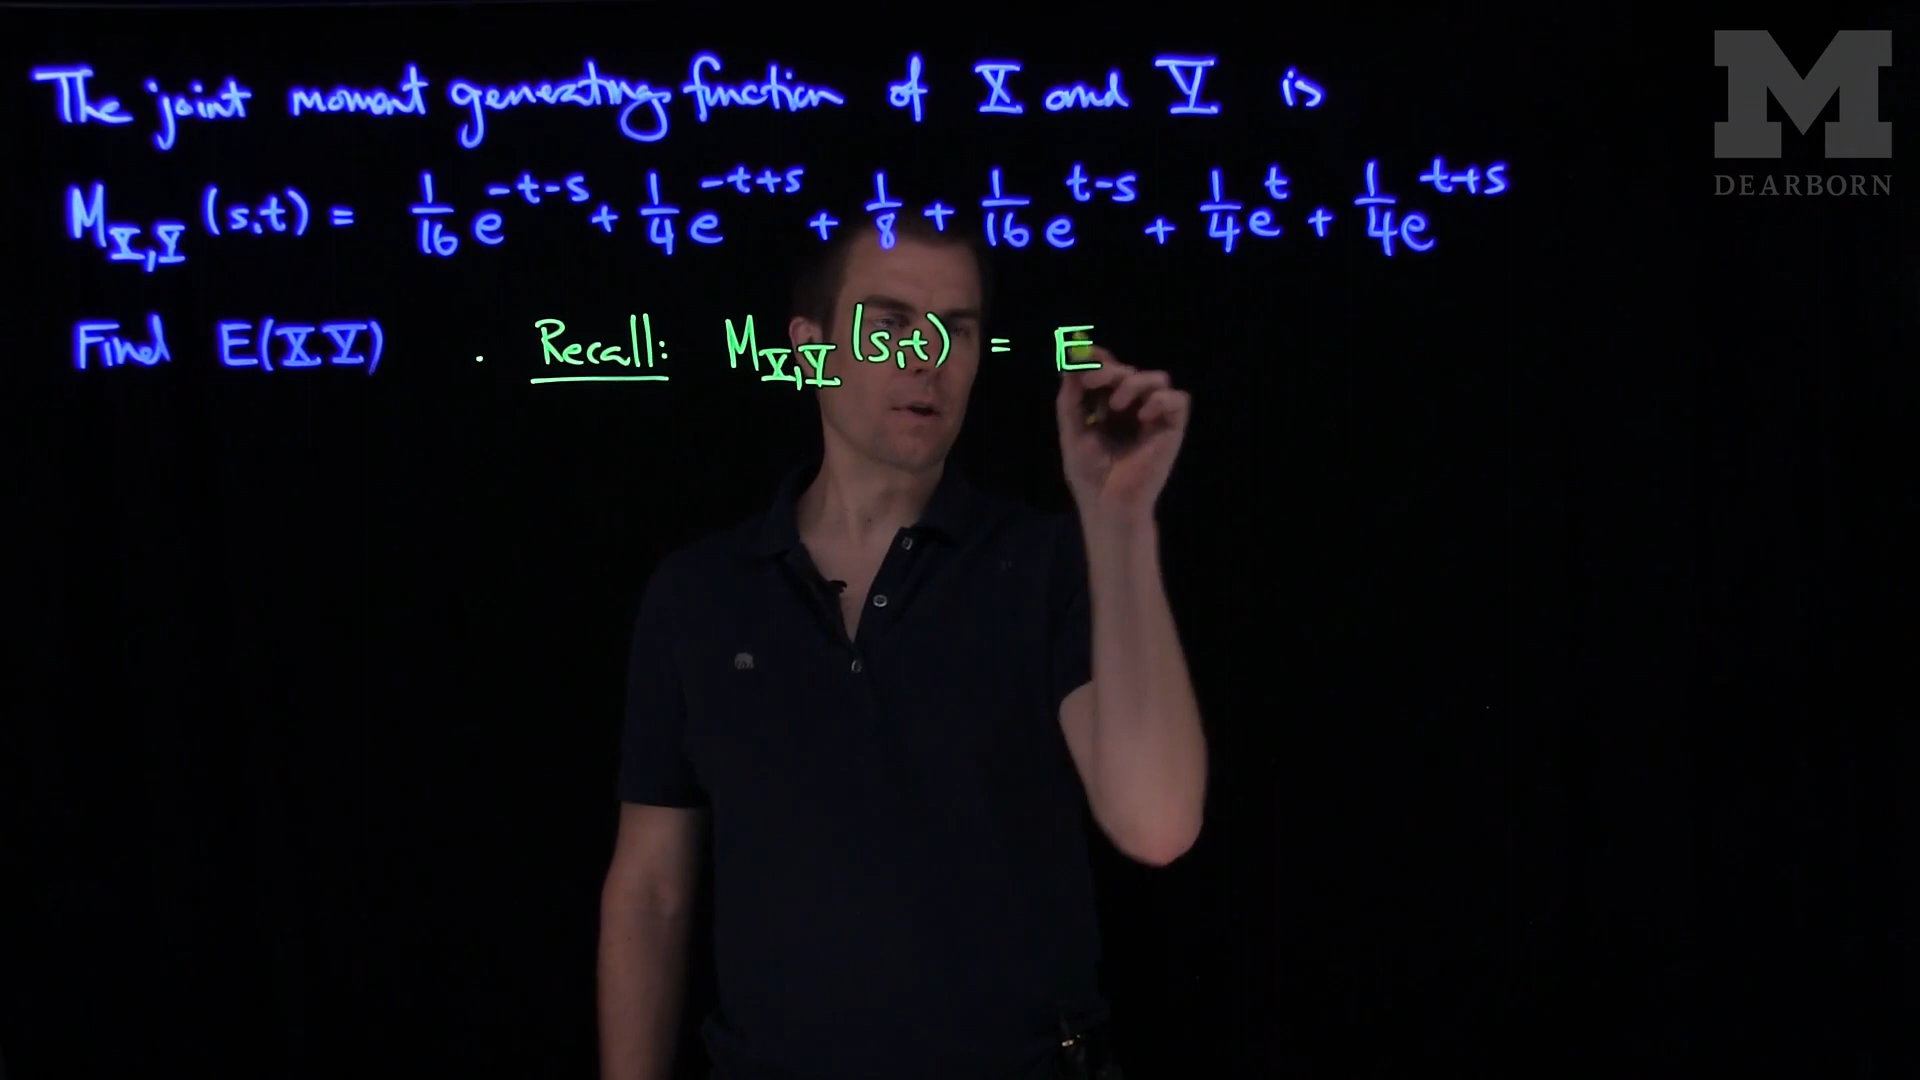 The joint moment generating function of X and Y is
M_{X,Y}(s,t) = 1/16 e^{-t-s} + 1/4 e^{-t+s} + 1/8 + 1/16 e^{t-s} + 1/4 e^{t} + 1/4 e^{t+s}
Find E(XY) . Recall: M_{X,Y}(s,t) = E
M
DEARBORN